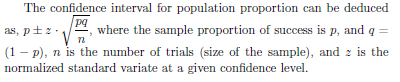 The confidence interval for population proportion can be deduced
as, p ± z · √(pq/n), where the sample proportion of success is p, and q =
(1 − p), n is the number of trials (size of the sample), and z is the
normalized standard variate at a given confidence level.